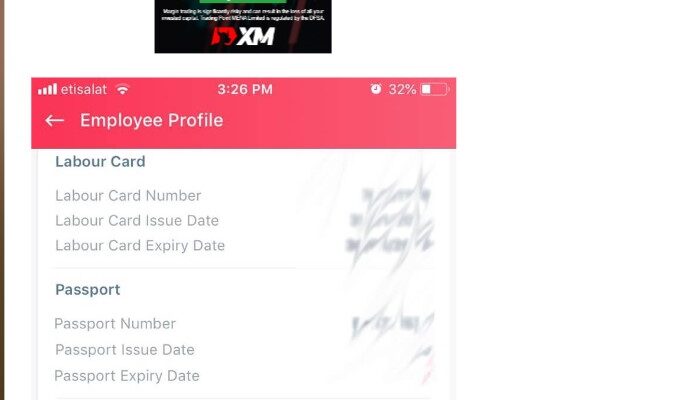 Margin trading is significantly risky and can result in the loss of all your
invested capital. Trading Point MENA Limited is regulated by the DFSA.
XM
etisalat 3:26 PM 32%
Employee Profile
Labour Card
Labour Card Number
Labour Card Issue Date
Labour Card Expiry Date
Passport
Passport Number
Passport Issue Date
Passport Expiry Date